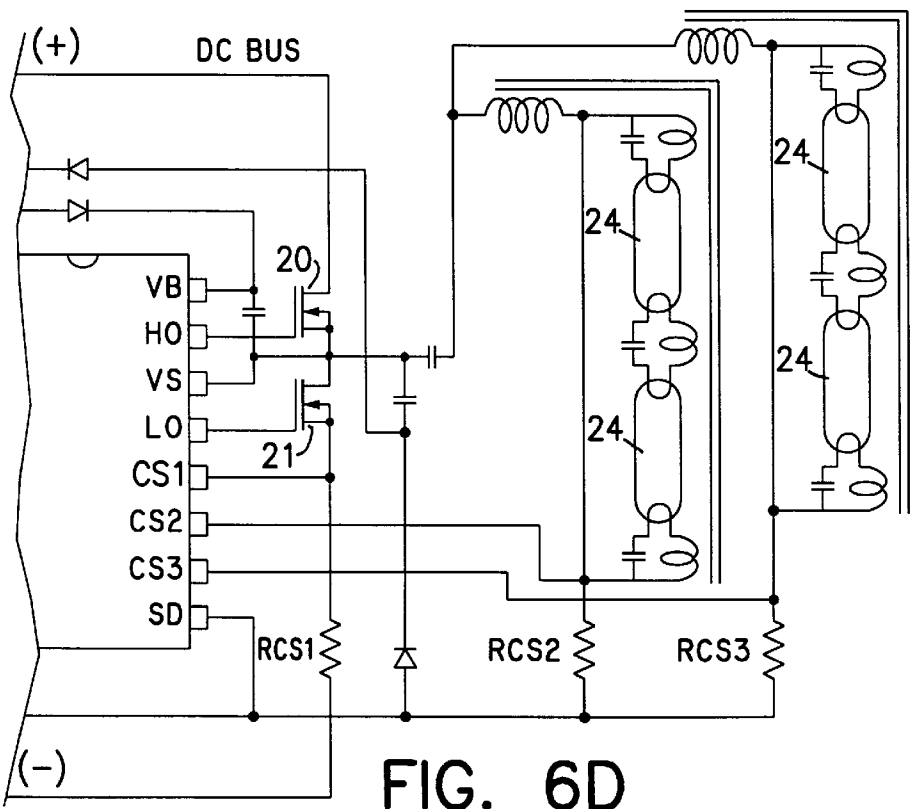 (+)
DC BUS
24
24
24
24
20
21
VB
HO
VS
LO
CS1
CS2
CS3
SD
RCS1
RCS2
RCS3
(-)
FIG. 6D